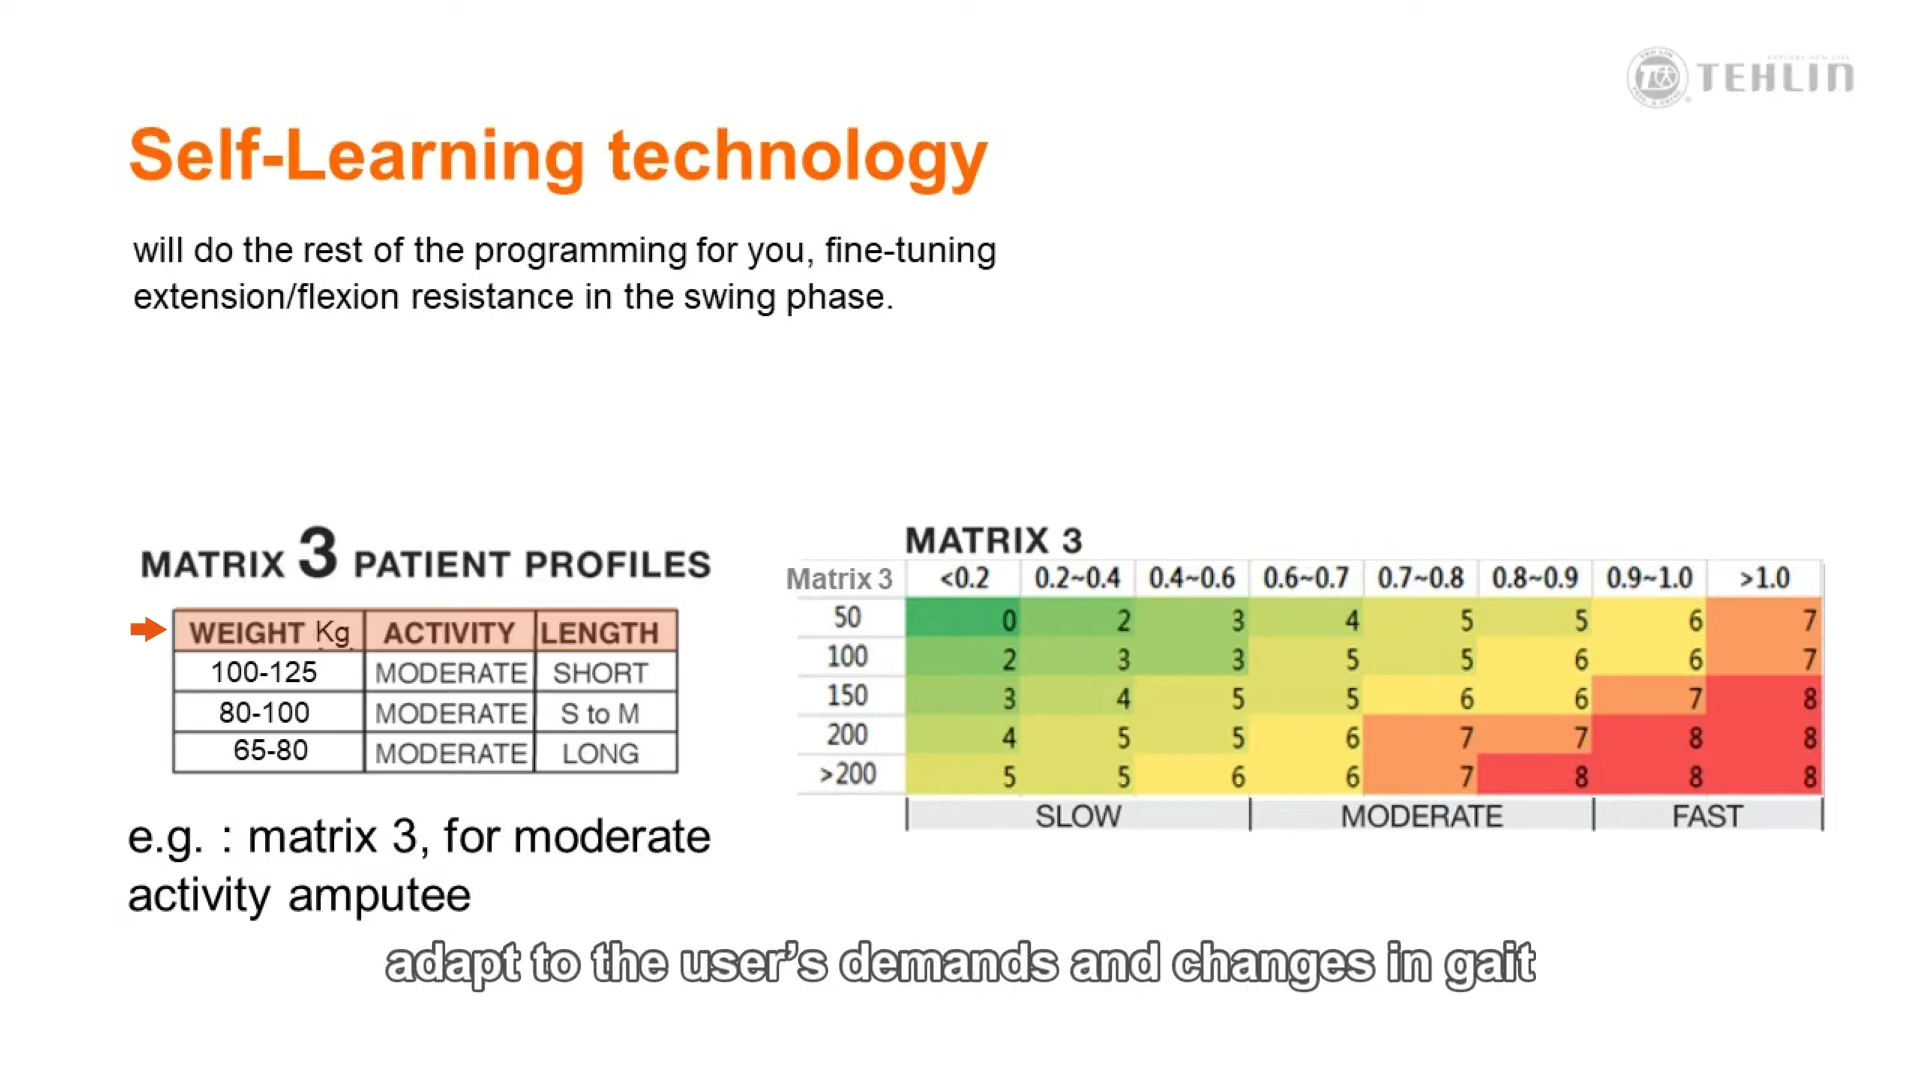 TEHLIN
Self-Learning technology
will do the rest of the programming for you, fine-tuning
extension/flexion resistance in the swing phase.
MATRIX 3 PATIENT PROFILES
WEIGHT Kg ACTIVITY LENGTH
100-125 MODERATE SHORT
80-100 MODERATE S to M
65-80 MODERATE LONG
e.g. : matrix 3, for moderate
activity amputee
MATRIX 3
Matrix 3 <0.2 0.2~0.4 0.4~0.6 0.6~0.7 0.7~0.8 0.8~0.9 0.9~1.0 >1.0
50 0 2 3 4 5 5 6 7
100 2 3 3 5 5 6 6 7
150 3 4 5 5 6 6 7 8
200 4 5 5 6 7 7 8 8
>200 5 5 6 6 7 8 8 8
SLOW MODERATE FAST
adapt to the user's demands and changes in gait